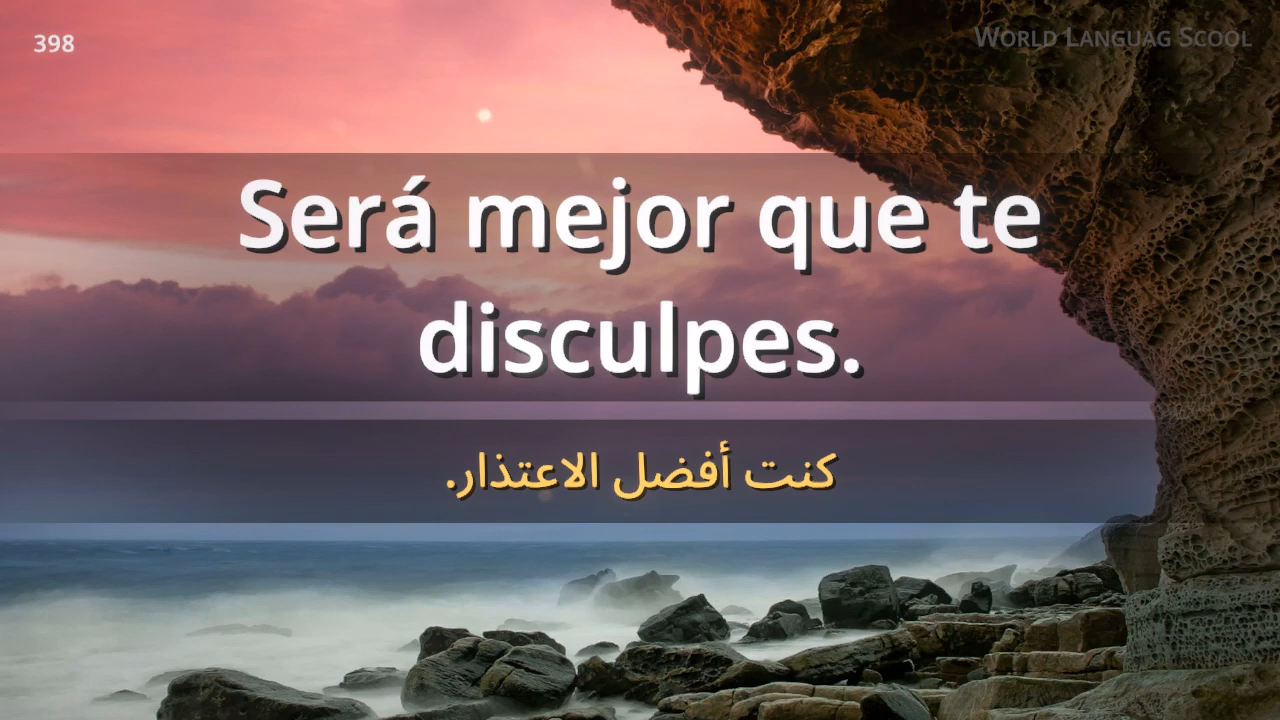 398
World Languag Scool
Será mejor que te
disculpes.
كنت أفضل الاعتذار.